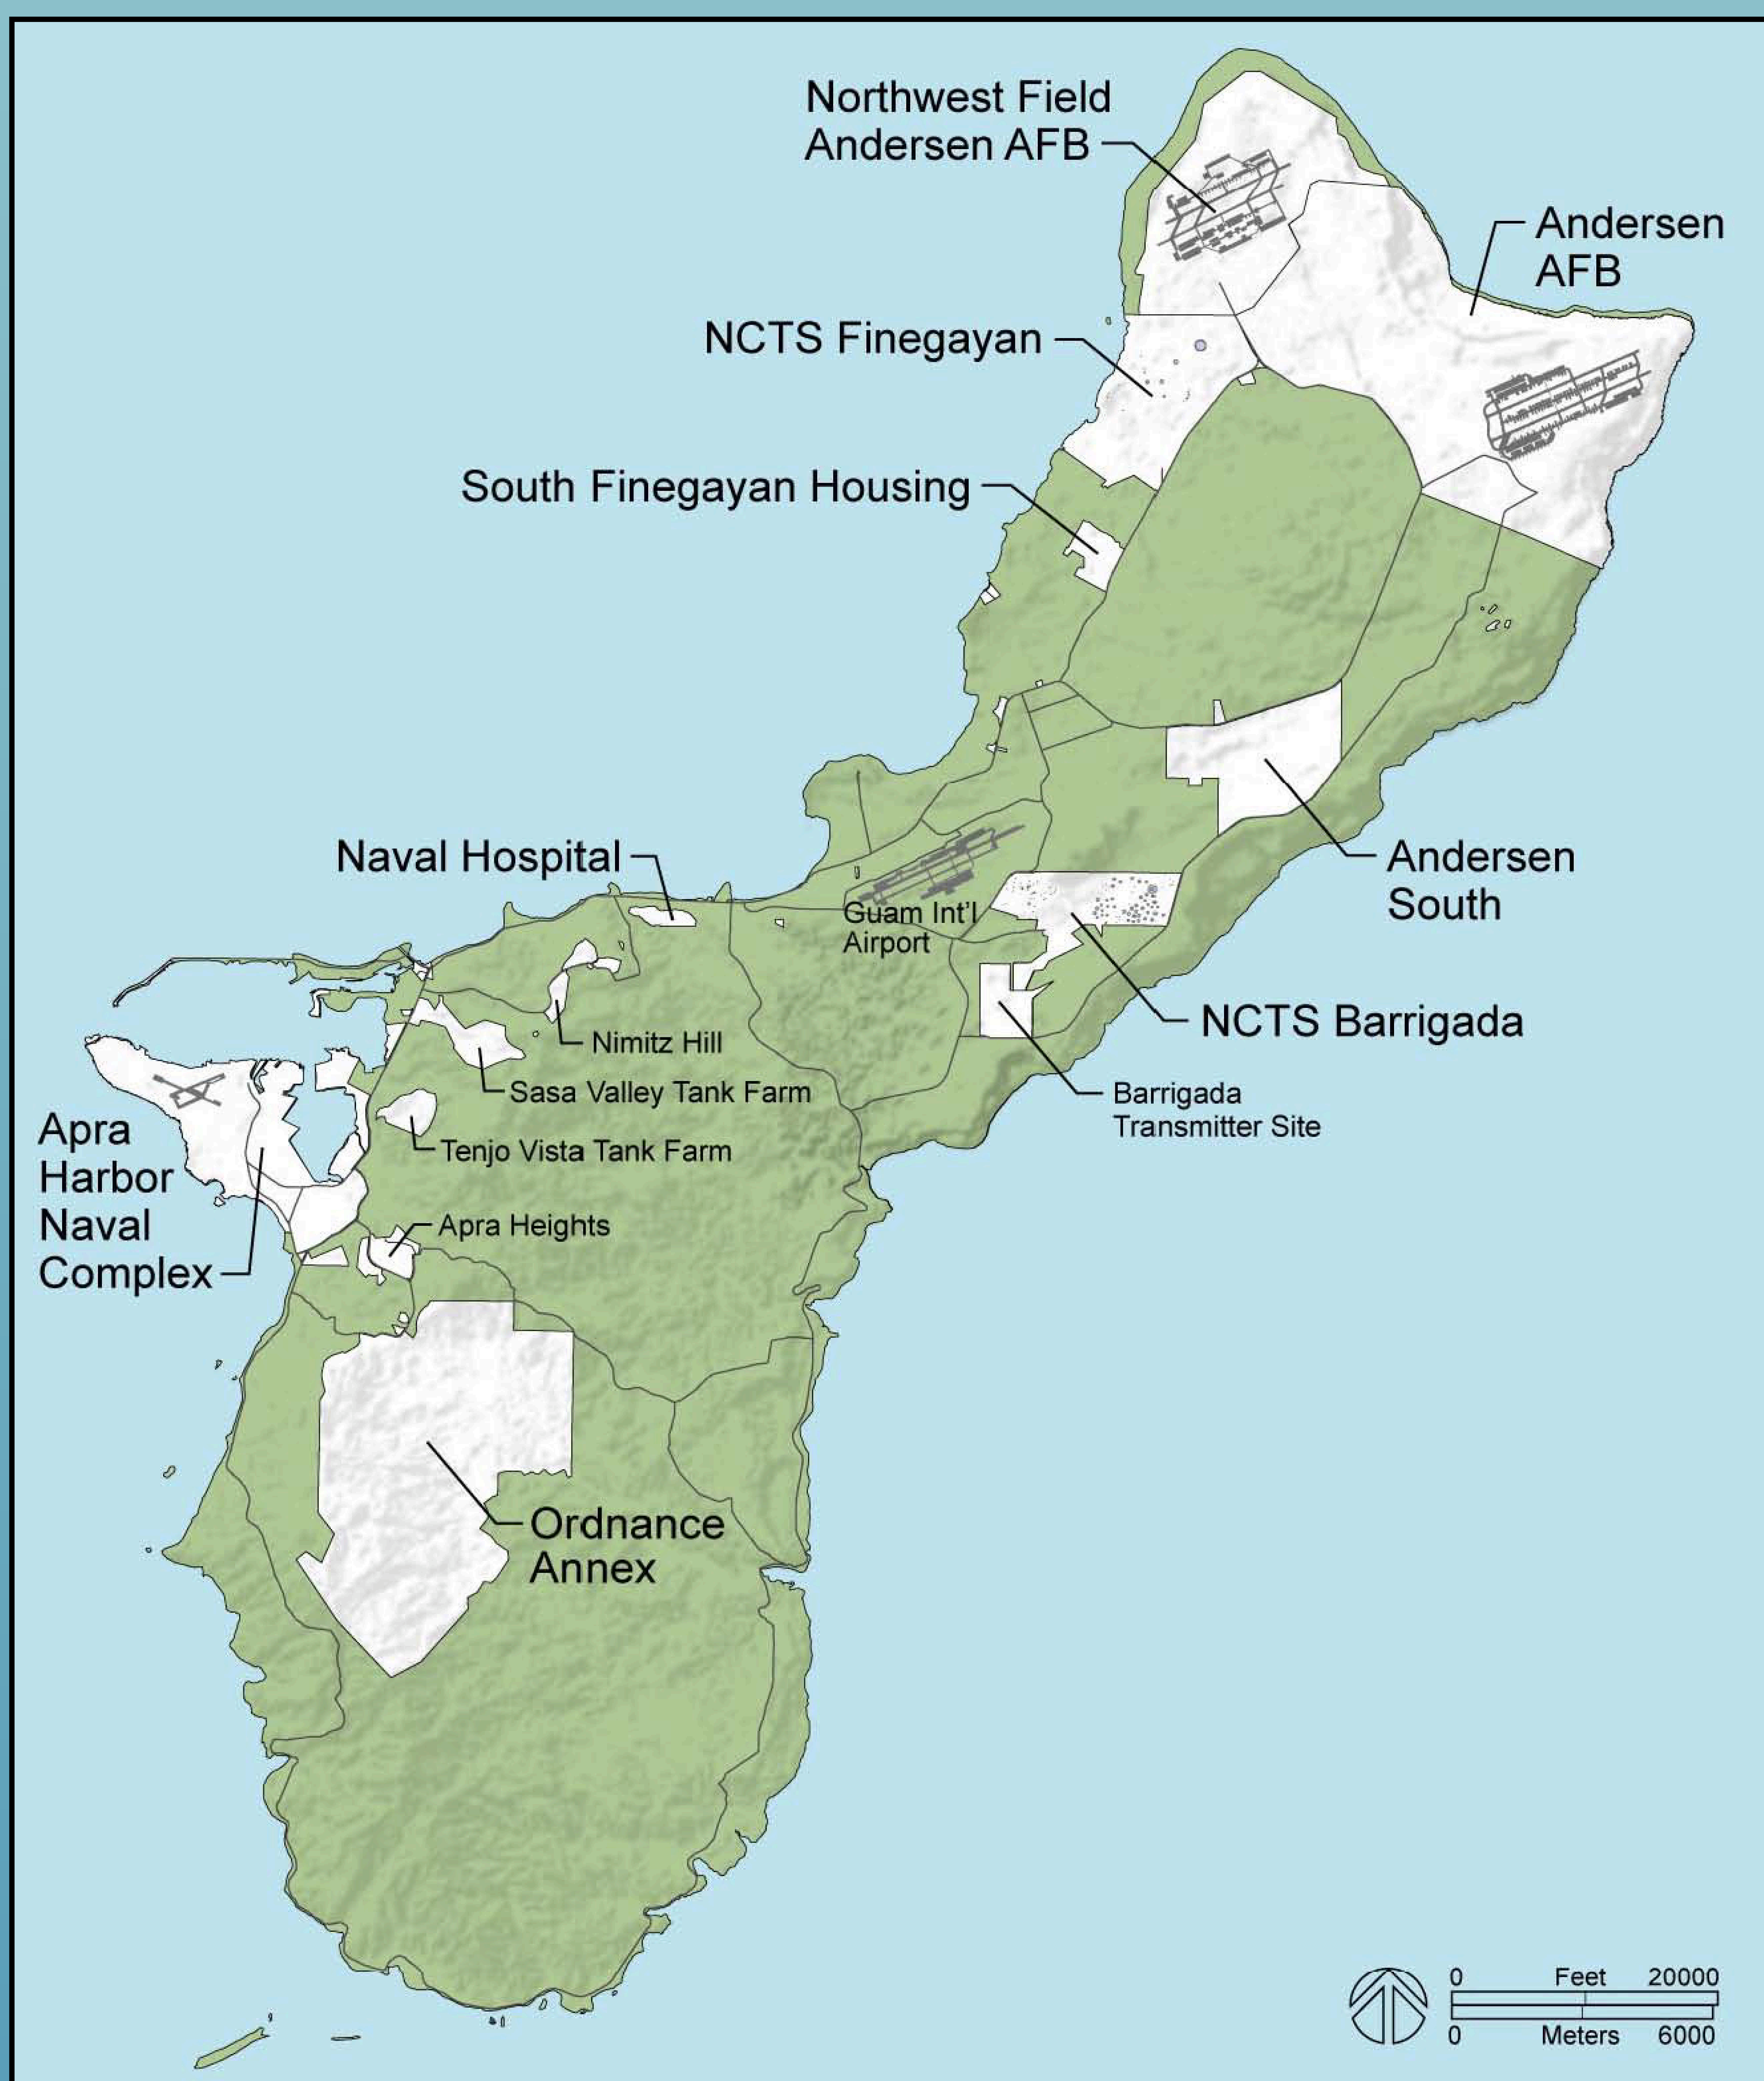 Northwest Field
Andersen AFB
Andersen
AFB
NCTS Finegayan
South Finegayan Housing
Naval Hospital
Andersen
South
Guam Int'l
Airport
NCTS Barrigada
Nimitz Hill
Sasa Valley Tank Farm
Barrigada
Transmitter Site
Tenjo Vista Tank Farm
Apra
Harbor
Naval
Complex
Apra Heights
Ordnance
Annex
0 Feet 20000
0 Meters 6000